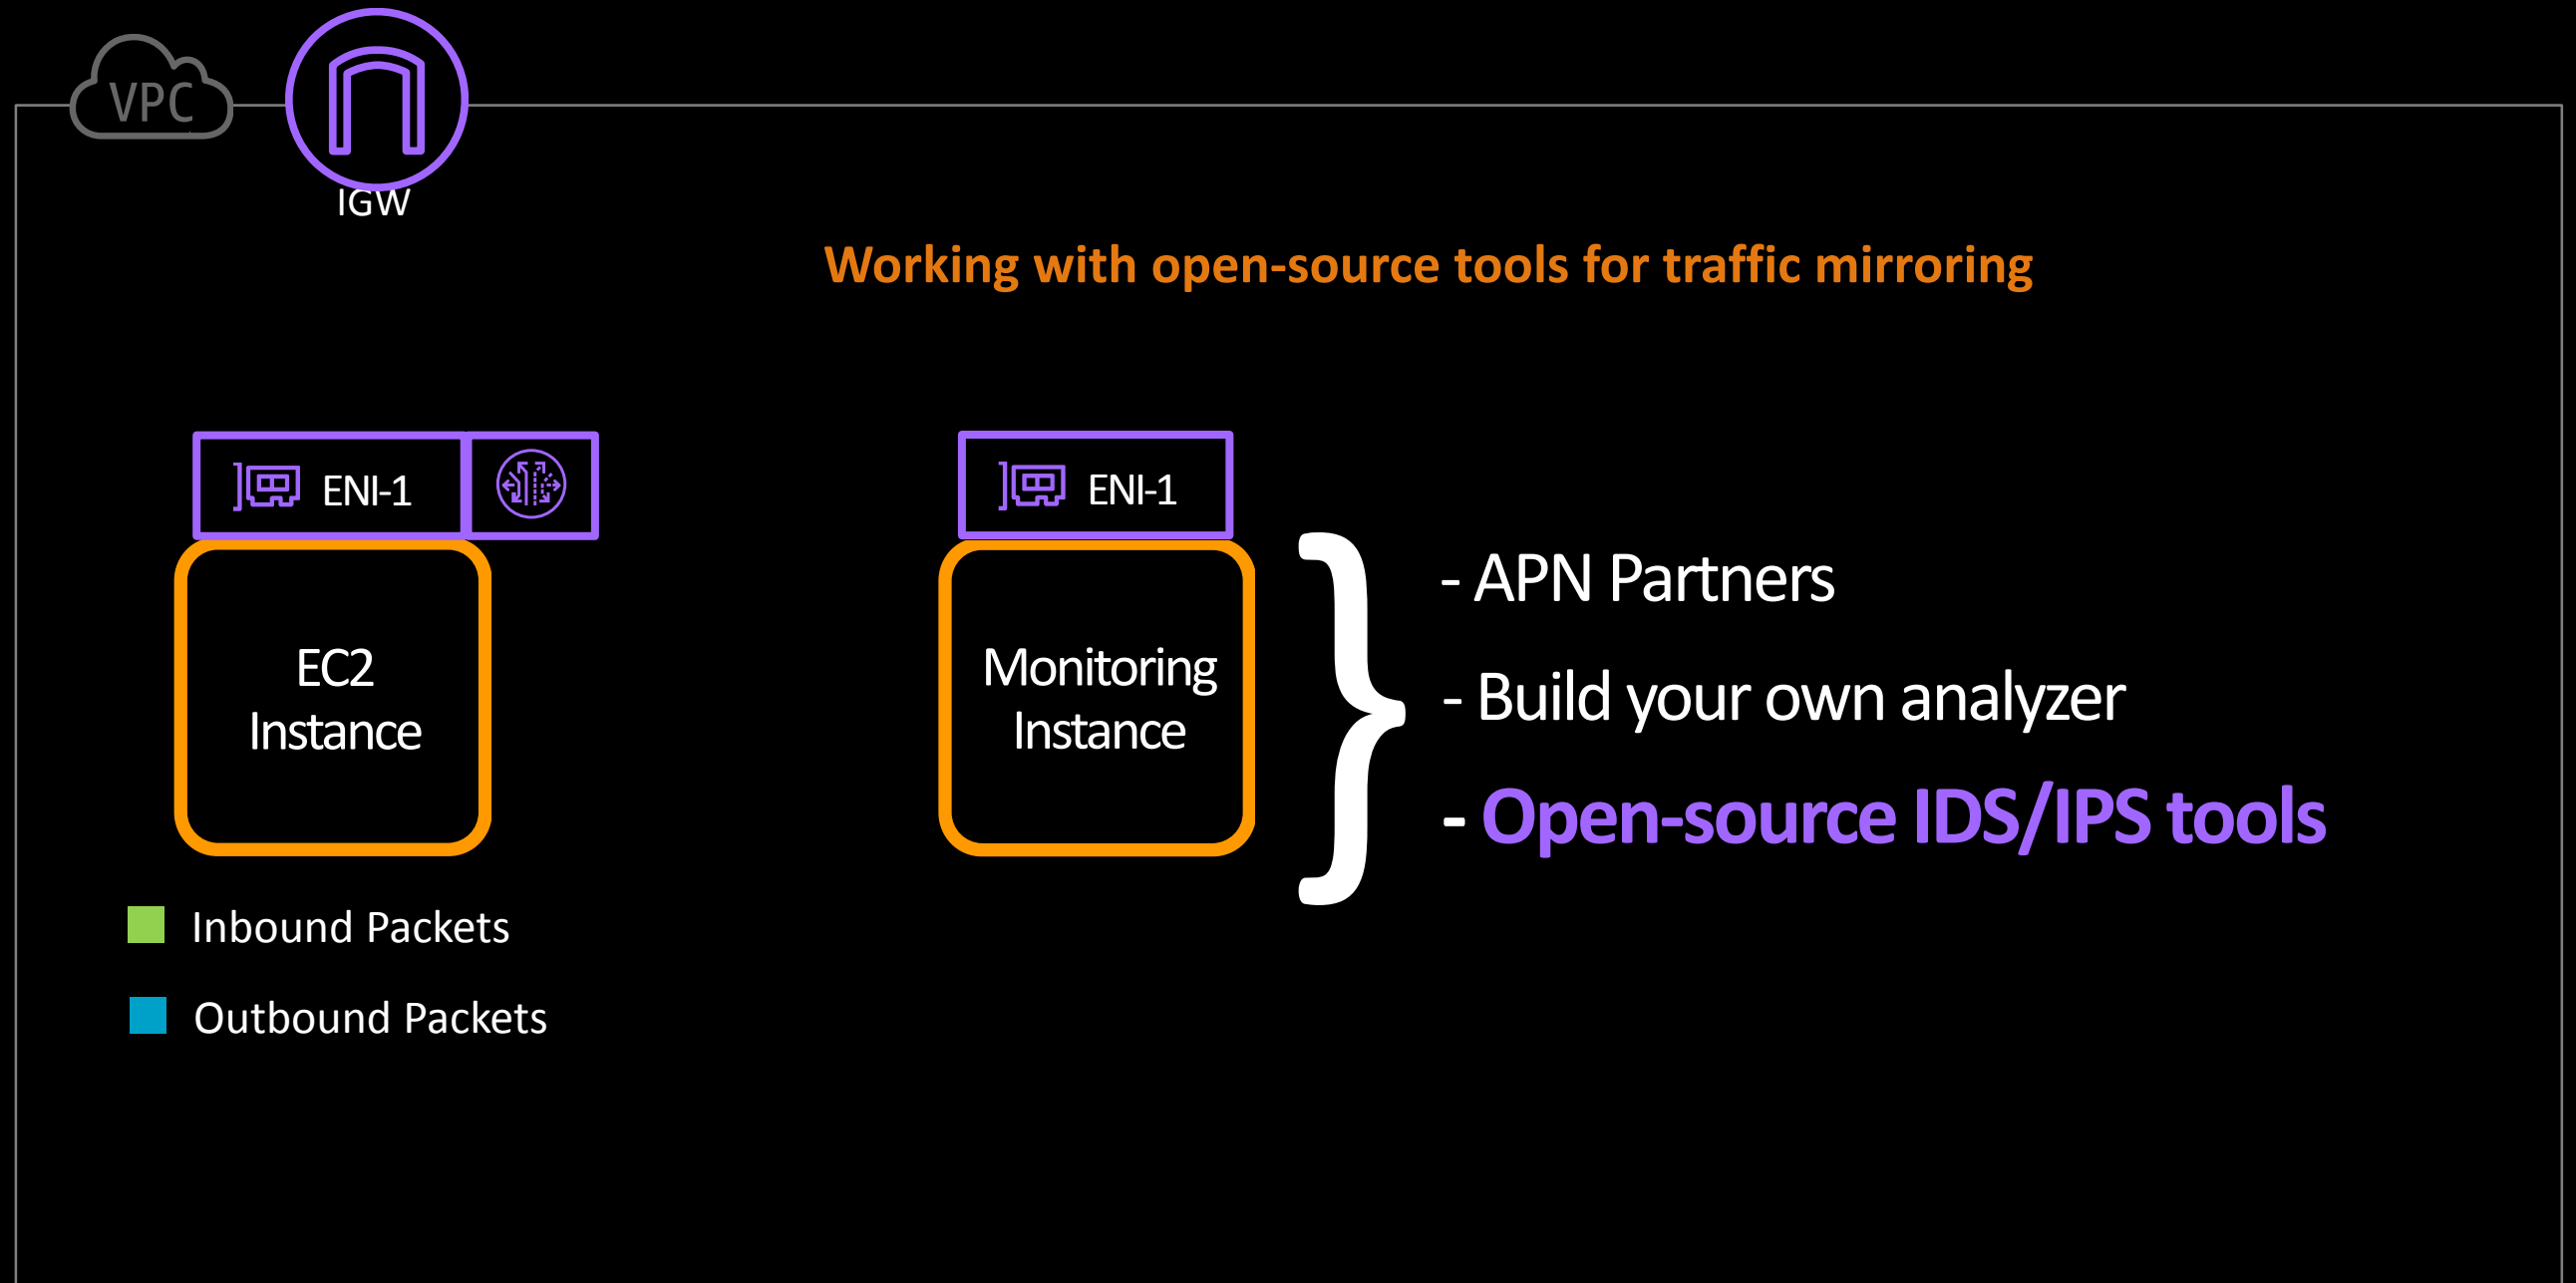 VPC
IGW
Working with open-source tools for traffic mirroring
ENI-1
ENI-1
EC2
Instance
Monitoring
Instance
- APN Partners
- Build your own analyzer
- Open-source IDS/IPS tools
Inbound Packets
Outbound Packets